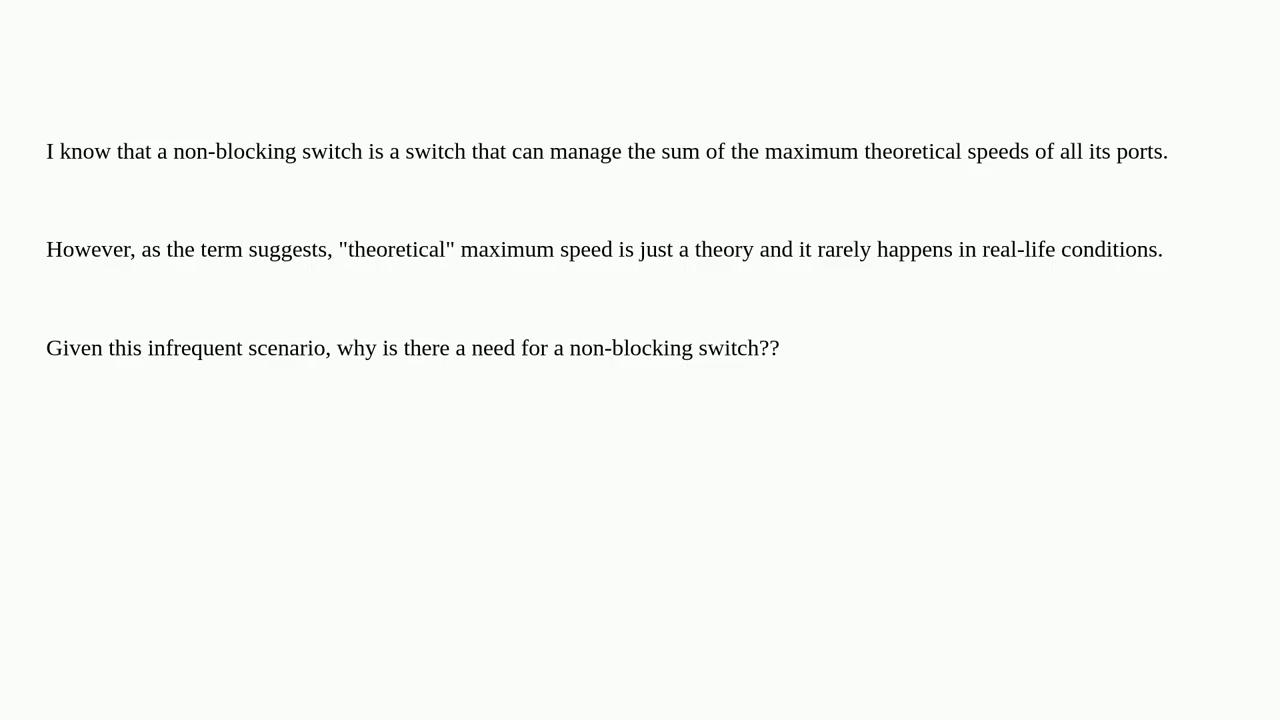 I know that a non-blocking switch is a switch that can manage the sum of the maximum theoretical speeds of all its ports.
However, as the term suggests, "theoretical" maximum speed is just a theory and it rarely happens in real-life conditions.
Given this infrequent scenario, why is there a need for a non-blocking switch??